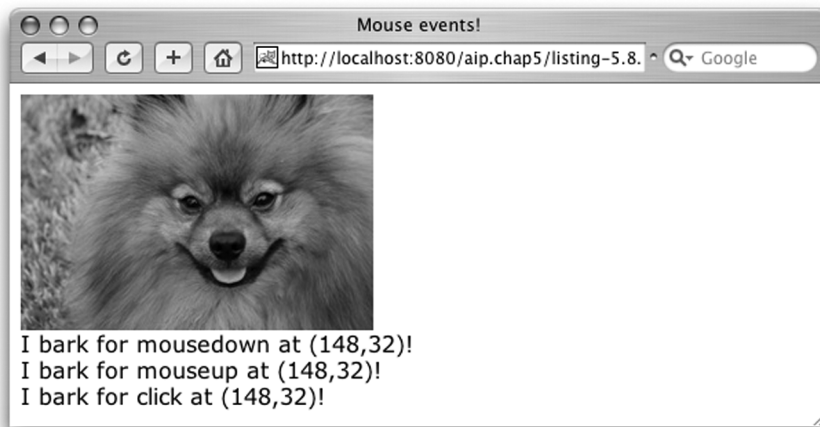 Mouse events!
http://localhost:8080/aip.chap5/listing-5.8.
Google
I bark for mousedown at (148,32)!
I bark for mouseup at (148,32)!
I bark for click at (148,32)!